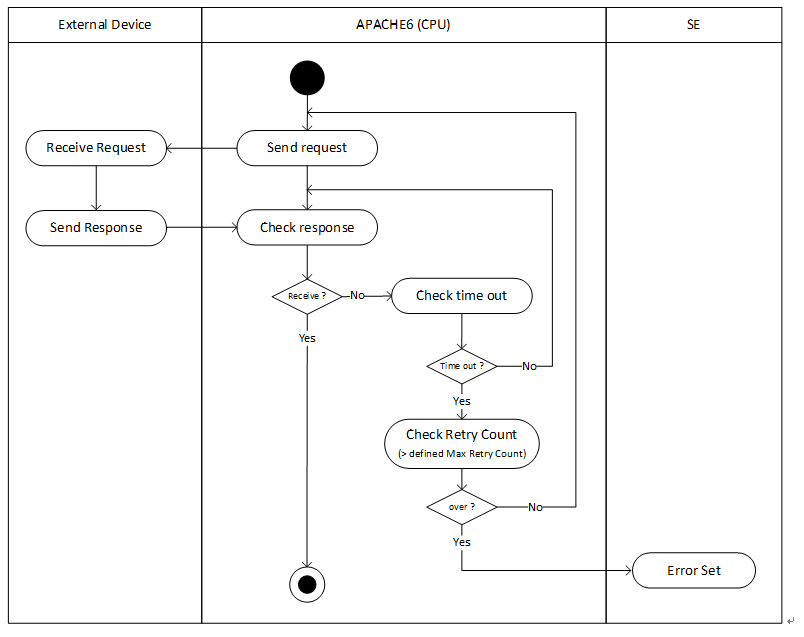 External Device
APACHE6 (CPU)
SE
Receive Request
Send request
Send Response
Check response
Receive ?
No
Check time out
Yes
Time out ?
No
Yes
Check Retry Count
(> defined Max Retry Count)
over ?
No
Yes
Error Set